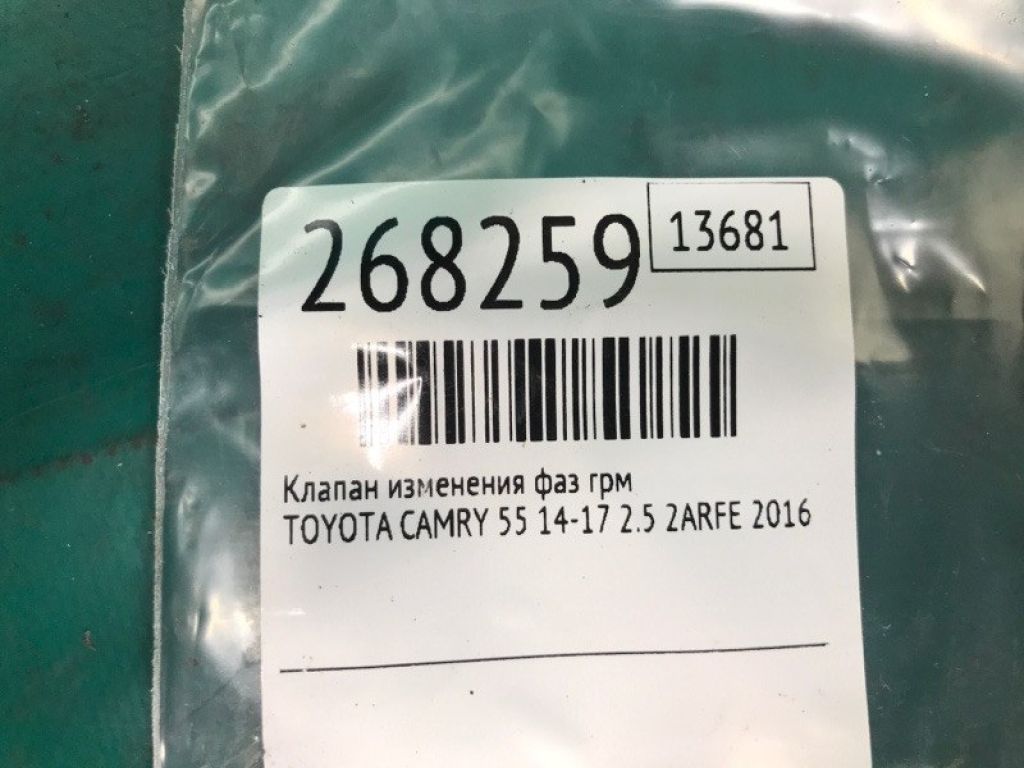 268259
13681
Клапан изменения фаз грм
TOYOTA CAMRY 55 14-17 2.5 2ARFE 2016